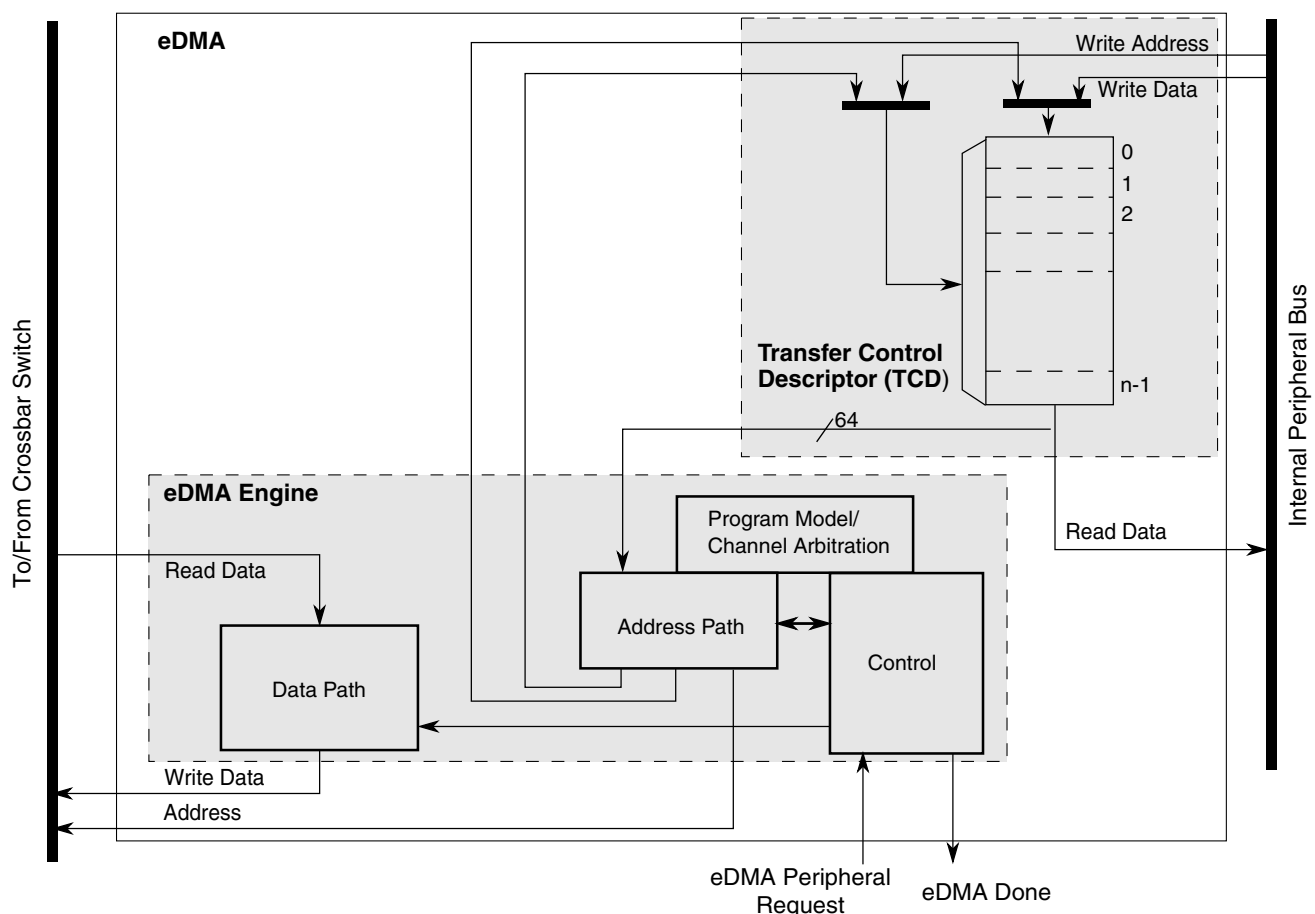 eDMA
Write Address
Write Data
0
1
2
n-1
Transfer Control
Descriptor (TCD)
64
To/From Crossbar Switch
Internal Peripheral Bus
eDMA Engine
Program Model/
Channel Arbitration
Read Data
Read Data
Address Path
Control
Data Path
Write Data
Address
eDMA Peripheral
Request
eDMA Done